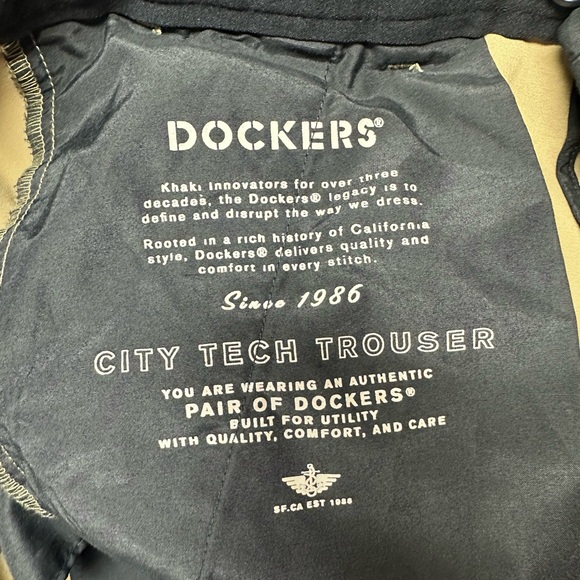 DOCKERS®
Khaki Innovators for over three
decades, the Dockers® legacy is to
define and disrupt the way we dress.
Rooted in a rich history of California
style, Dockers® delivers quality and
comfort in every stitch.
Since 1986
CITY TECH TROUSER
YOU ARE WEARING AN AUTHENTIC
PAIR OF DOCKERS®
BUILT FOR UTILITY
WITH QUALITY, COMFORT, AND CARE
SF.CA EST 1986